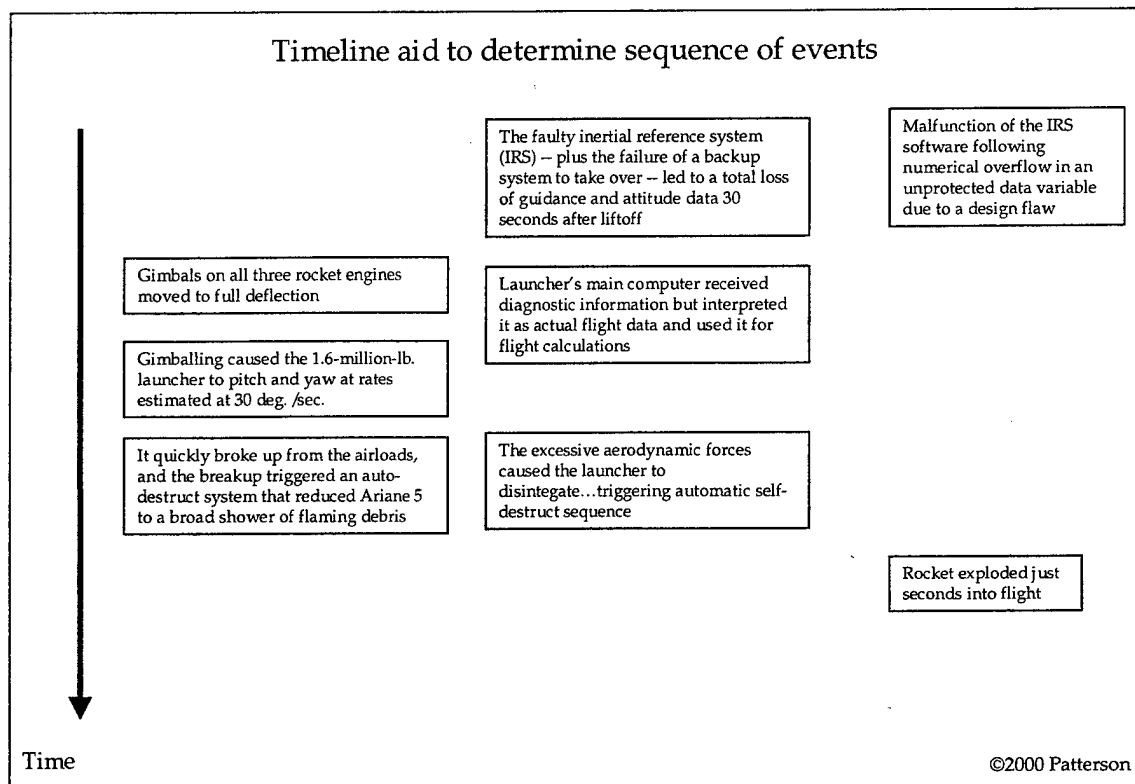 Timeline aid to determine sequence of events
The faulty inertial reference system
(IRS) – plus the failure of a backup
system to take over – led to a total loss
of guidance and attitude data 30
seconds after liftoff
Malfunction of the IRS
software following
numerical overflow in an
unprotected data variable
due to a design flaw
Gimbals on all three rocket engines
moved to full deflection
Launcher's main computer received
diagnostic information but interpreted
it as actual flight data and used it for
flight calculations
Gimballing caused the 1.6-million-lb.
launcher to pitch and yaw at rates
estimated at 30 deg. /sec.
It quickly broke up from the airloads,
and the breakup triggered an auto-
destruct system that reduced Ariane 5
to a broad shower of flaming debris
The excessive aerodynamic forces
caused the launcher to
disintegate...triggering automatic self-
destruct sequence
Rocket exploded just
seconds into flight
Time
©2000 Patterson